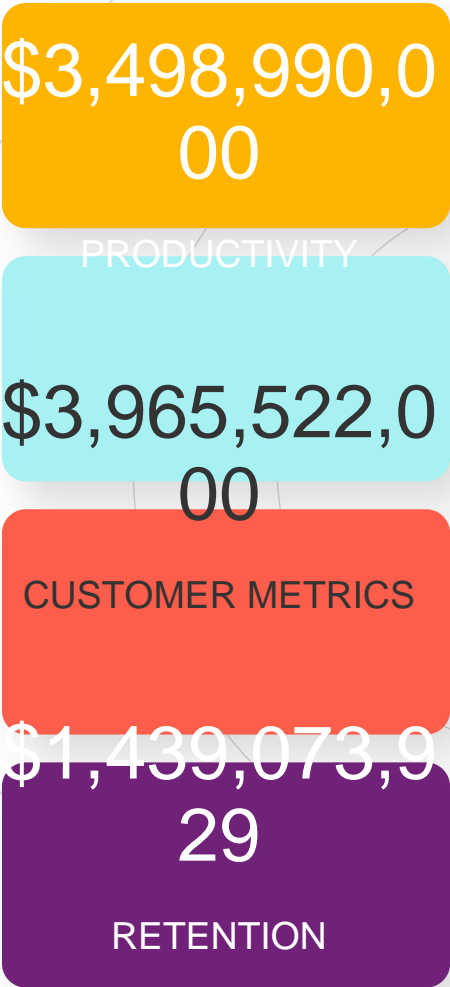 $3,498,990,0
00
PRODUCTIVITY
$3,965,522,0
00
CUSTOMER METRICS
$1,439,073,9
29
RETENTION